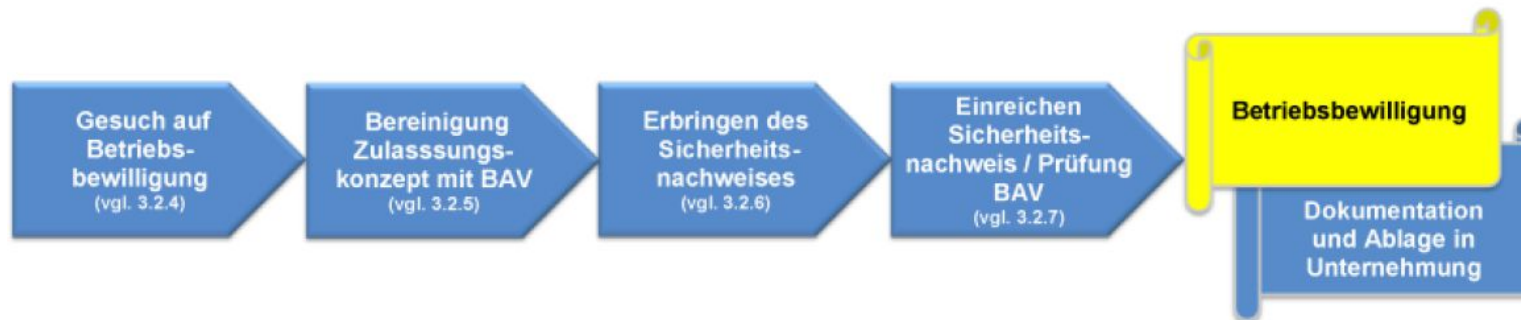 Gesuch auf
Betriebs-
bewilligung
(vgl. 3.2.4)
Bereinigung
Zulasssungs-
konzept mit BAV
(vgl. 3.2.5)
Erbringen des
Sicherheits-
nachweises
(vgl. 3.2.6)
Einreichen
Sicherheits-
nachweis / Prüfung
BAV
(vgl. 3.2.7)
Betriebsbewilligung
Dokumentation
und Ablage in
Unternehmung